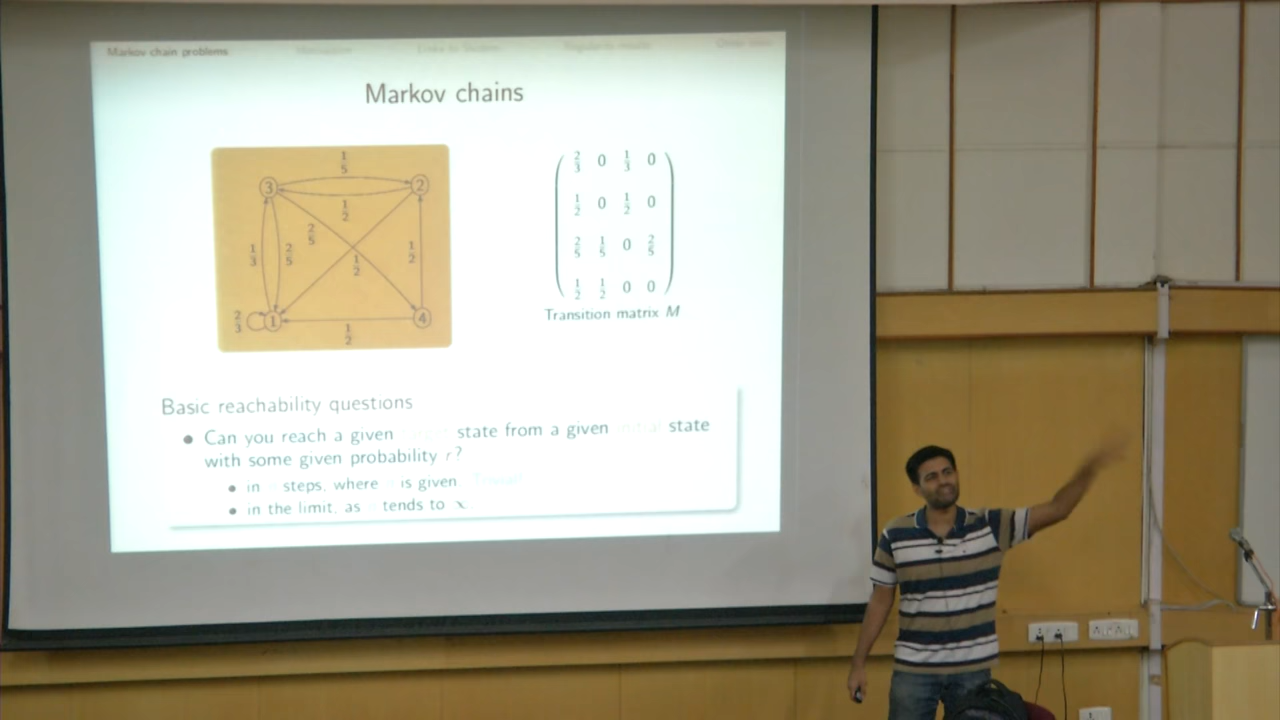 Markov chain problems
Markov chains
1/5
3 2
1/2
2/5
1/3 2/5 1/2 1/2
2/3 1 4
1/2
2/3 0 1/3 0
1/2 0 1/2 0
2/5 1/5 0 2/5
1/2 1/2 0 0
Transition matrix M
Basic reachability questions
Can you reach a given state from a given initial state
with some given probability r?
in steps, where is given
in the limit, as tends to ∞